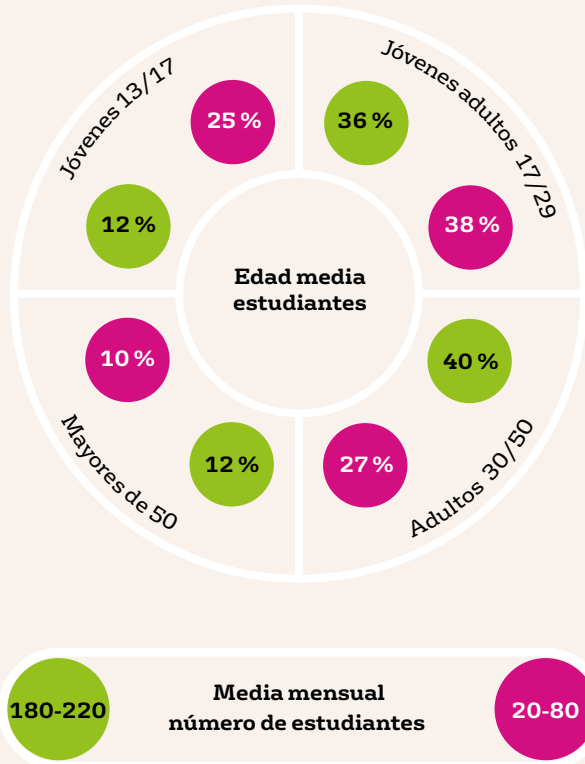 Jóvenes 13/17
25 %
12 %
Jóvenes adultos 17/29
36 %
38 %
Edad media
estudiantes
10 %
12 %
Mayores de 50
40 %
27 %
Adultos 30/50
180-220
Media mensual
número de estudiantes
20-80